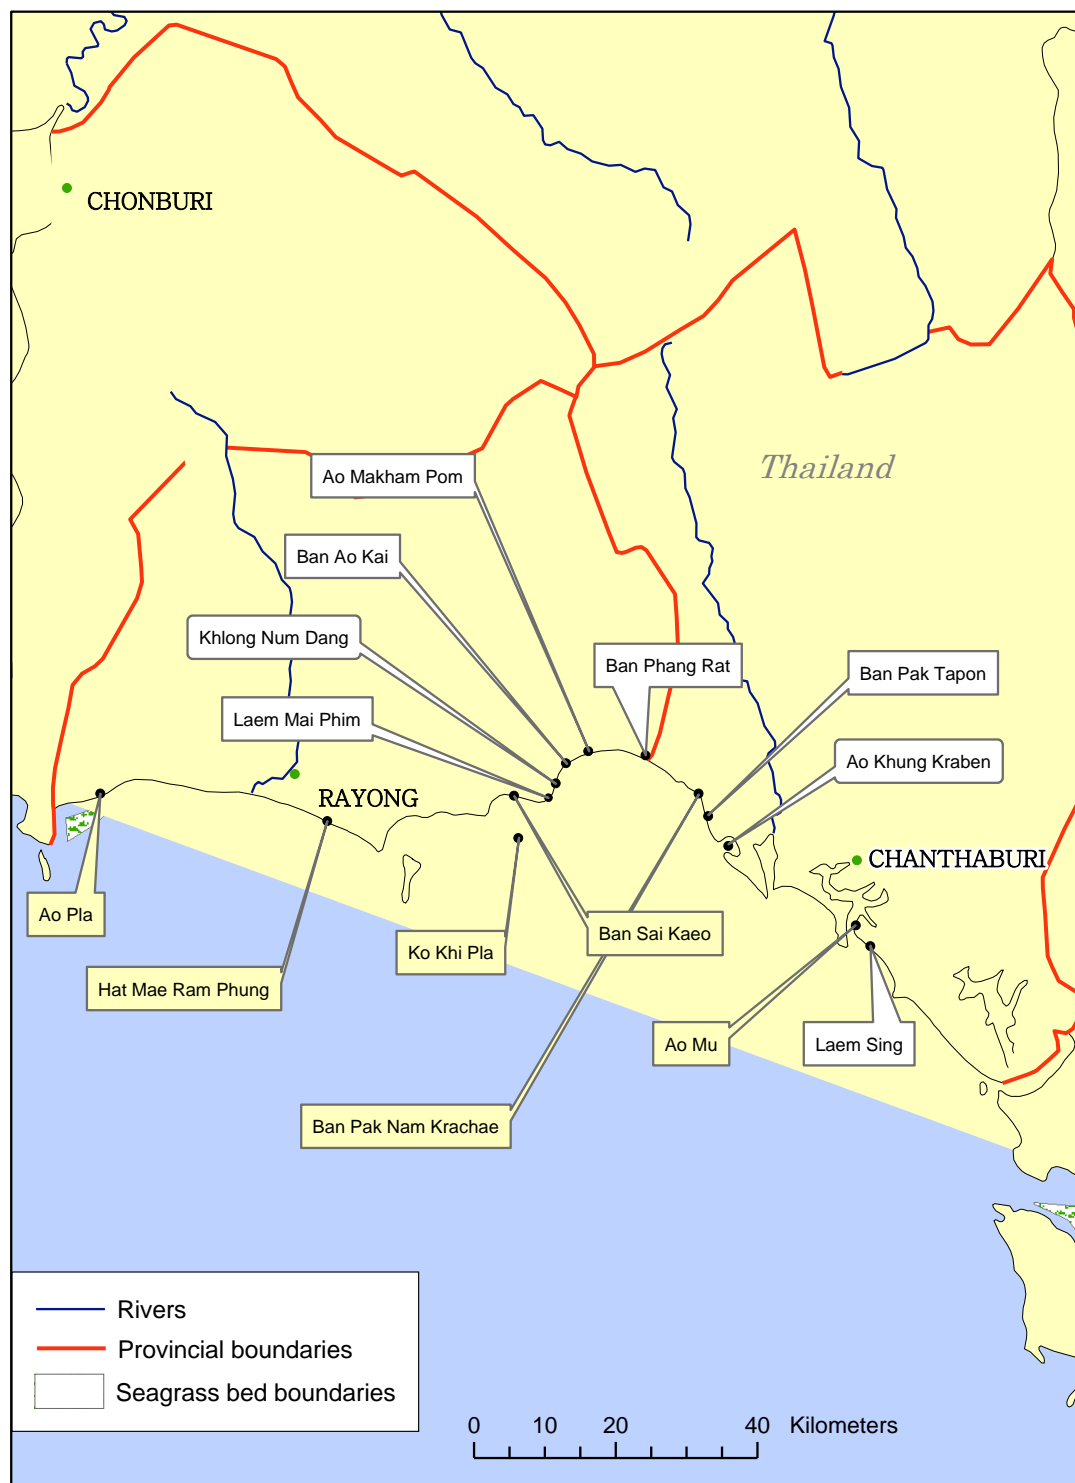 CHONBURI
Thailand
Ao Makham Pom
Ban Ao Kai
Khlong Num Dang
Ban Phang Rat
Ban Pak Tapon
Laem Mai Phim
Ao Khung Kraben
RAYONG
CHANTHABURI
Ao Pla
Ban Sai Kaeo
Ko Khi Pla
Hat Mae Ram Phung
Ao Mu
Laem Sing
Ban Pak Nam Krachae
Rivers
Provincial boundaries
Seagrass bed boundaries
0 10 20 40 Kilometers